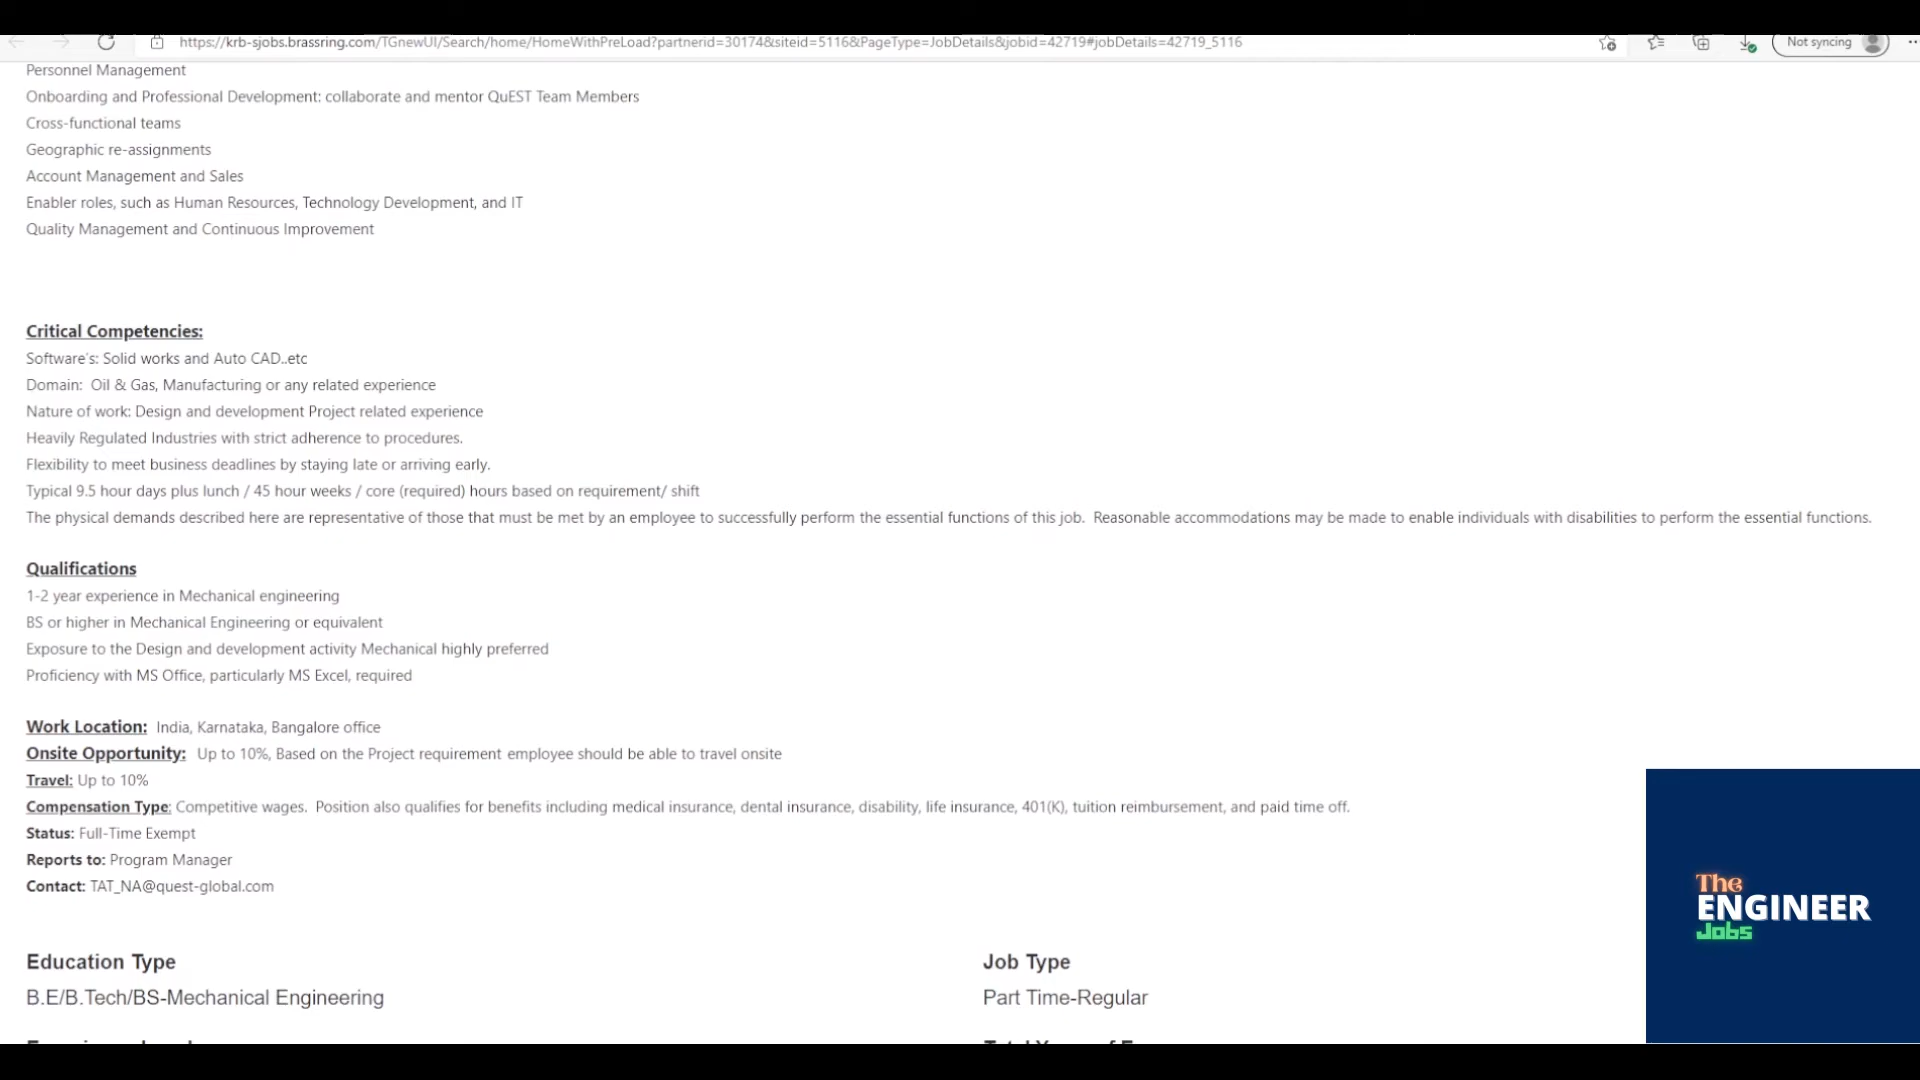 https://krb-sjobs.brassring.com/TGnewUI/Search/home/HomeWithPreLoad?partnerid=30174&siteid=5116&PageType=JobDetails&jobid=42719#jobDetails=42719_5116
Not syncing
Personnel Management
Onboarding and Professional Development: collaborate and mentor QuEST Team Members
Cross-functional teams
Geographic re-assignments
Account Management and Sales
Enabler roles, such as Human Resources, Technology Development, and IT
Quality Management and Continuous Improvement
Critical Competencies:
Software's: Solid works and Auto CAD..etc
Domain:  Oil & Gas, Manufacturing or any related experience
Nature of work: Design and development Project related experience
Heavily Regulated Industries with strict adherence to procedures.
Flexibility to meet business deadlines by staying late or arriving early.
Typical 9.5 hour days plus lunch / 45 hour weeks / core (required) hours based on requirement/ shift
The physical demands described here are representative of those that must be met by an employee to successfully perform the essential functions of this job.  Reasonable accommodations may be made to enable individuals with disabilities to perform the essential functions.
Qualifications
1-2 year experience in Mechanical engineering
BS or higher in Mechanical Engineering or equivalent
Exposure to the Design and development activity Mechanical highly preferred
Proficiency with MS Office, particularly MS Excel, required
Work Location:  India, Karnataka, Bangalore office
Onsite Opportunity:  Up to 10%, Based on the Project requirement employee should be able to travel onsite
Travel: Up to 10%
Compensation Type: Competitive wages.  Position also qualifies for benefits including medical insurance, dental insurance, disability, life insurance, 401(K), tuition reimbursement, and paid time off.
Status: Full-Time Exempt
Reports to: Program Manager
Contact: TAT_NA@quest-global.com
The
ENGINEER
Jobs
Education Type
Job Type
B.E/B.Tech/BS-Mechanical Engineering
Part Time-Regular